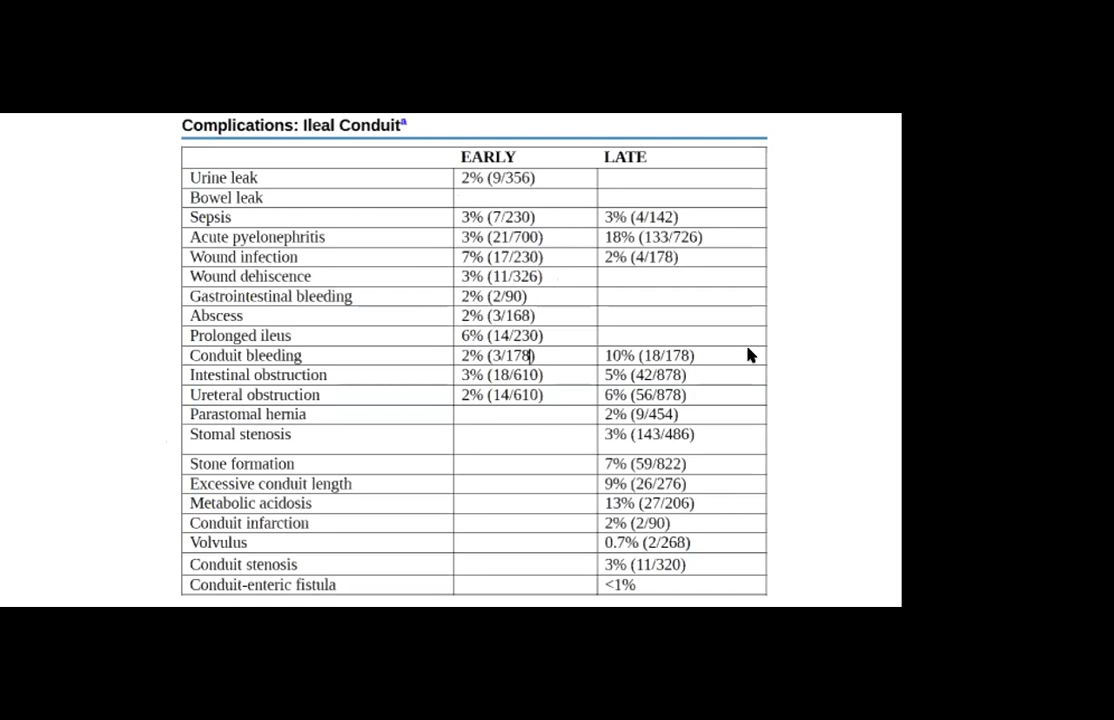 Complications: Ileal Conduitª
EARLY LATE
Urine leak 2% (9/356)
Bowel leak
Sepsis 3% (7/230) 3% (4/142)
Acute pyelonephritis 3% (21/700) 18% (133/726)
Wound infection 7% (17/230) 2% (4/178)
Wound dehiscence 3% (11/326)
Gastrointestinal bleeding 2% (2/90)
Abscess 2% (3/168)
Prolonged ileus 6% (14/230)
Conduit bleeding 2% (3/178) 10% (18/178)
Intestinal obstruction 3% (18/610) 5% (42/878)
Ureteral obstruction 2% (14/610) 6% (56/878)
Parastomal hernia 2% (9/454)
Stomal stenosis 3% (143/486)
Stone formation 7% (59/822)
Excessive conduit length 9% (26/276)
Metabolic acidosis 13% (27/206)
Conduit infarction 2% (2/90)
Volvulus 0.7% (2/268)
Conduit stenosis 3% (11/320)
Conduit-enteric fistula <1%